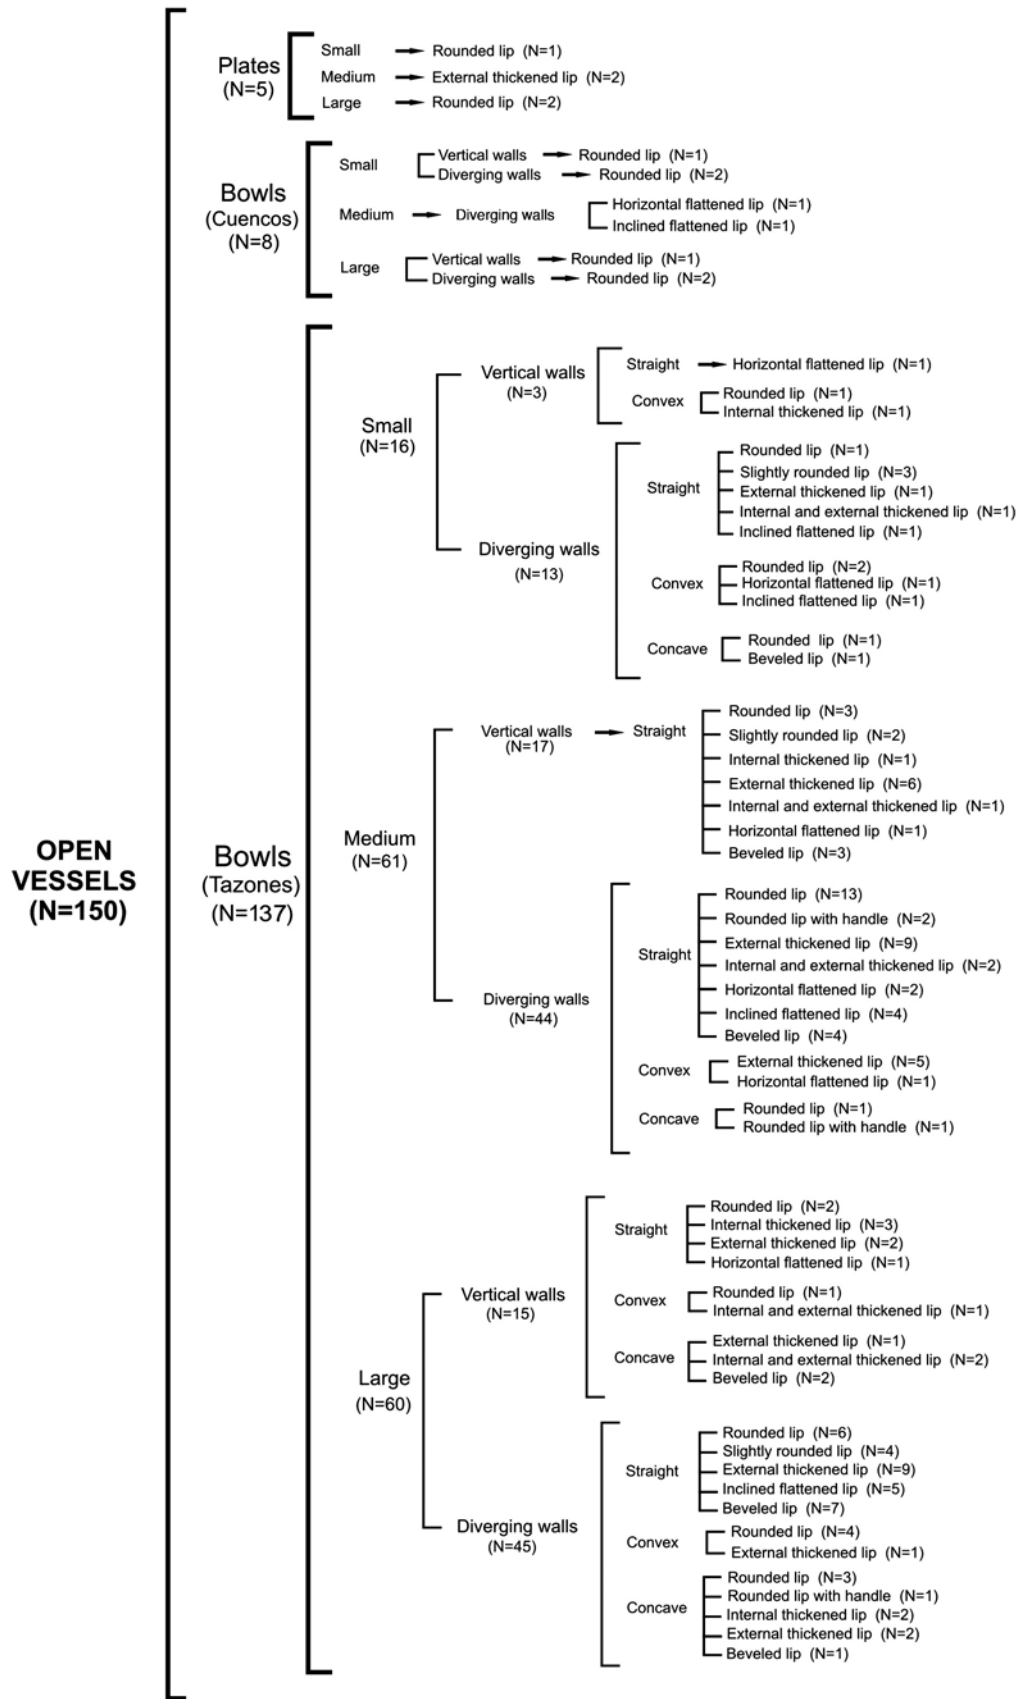 OPEN
VESSELS
(N=150)
Plates
(N=5)
Small
Rounded lip (N=1)
Medium
External thickened lip (N=2)
Large
Rounded lip (N=2)
Bowls
(Cuencos)
(N=8)
Small
Vertical walls
Rounded lip (N=1)
Diverging walls
Rounded lip (N=2)
Medium
Diverging walls
Horizontal flattened lip (N=1)
Inclined flattened lip (N=1)
Large
Vertical walls
Rounded lip (N=1)
Diverging walls
Rounded lip (N=2)
Bowls
(Tazones)
(N=137)
Small
(N=16)
Vertical walls
(N=3)
Straight
Horizontal flattened lip (N=1)
Convex
Rounded lip (N=1)
Internal thickened lip (N=1)
Diverging walls
(N=13)
Straight
Rounded lip (N=1)
Slightly rounded lip (N=3)
External thickened lip (N=1)
Internal and external thickened lip (N=1)
Inclined flattened lip (N=1)
Convex
Rounded lip (N=2)
Horizontal flattened lip (N=1)
Inclined flattened lip (N=1)
Concave
Rounded lip (N=1)
Beveled lip (N=1)
Medium
(N=61)
Vertical walls
(N=17)
Straight
Rounded lip (N=3)
Slightly rounded lip (N=2)
Internal thickened lip (N=1)
External thickened lip (N=6)
Internal and external thickened lip (N=1)
Horizontal flattened lip (N=1)
Beveled lip (N=3)
Diverging walls
(N=44)
Straight
Rounded lip (N=13)
Rounded lip with handle (N=2)
External thickened lip (N=9)
Internal and external thickened lip (N=2)
Horizontal flattened lip (N=2)
Inclined flattened lip (N=4)
Beveled lip (N=4)
Convex
External thickened lip (N=5)
Horizontal flattened lip (N=1)
Concave
Rounded lip (N=1)
Rounded lip with handle (N=1)
Large
(N=60)
Vertical walls
(N=15)
Straight
Rounded lip (N=2)
Internal thickened lip (N=3)
External thickened lip (N=2)
Horizontal flattened lip (N=1)
Convex
Rounded lip (N=1)
Internal and external thickened lip (N=1)
Concave
External thickened lip (N=1)
Internal and external thickened lip (N=2)
Beveled lip (N=2)
Diverging walls
(N=45)
Straight
Rounded lip (N=6)
Slightly rounded lip (N=4)
External thickened lip (N=9)
Inclined flattened lip (N=5)
Beveled lip (N=7)
Convex
Rounded lip (N=4)
External thickened lip (N=1)
Concave
Rounded lip (N=3)
Rounded lip with handle (N=1)
Internal thickened lip (N=2)
External thickened lip (N=2)
Beveled lip (N=1)